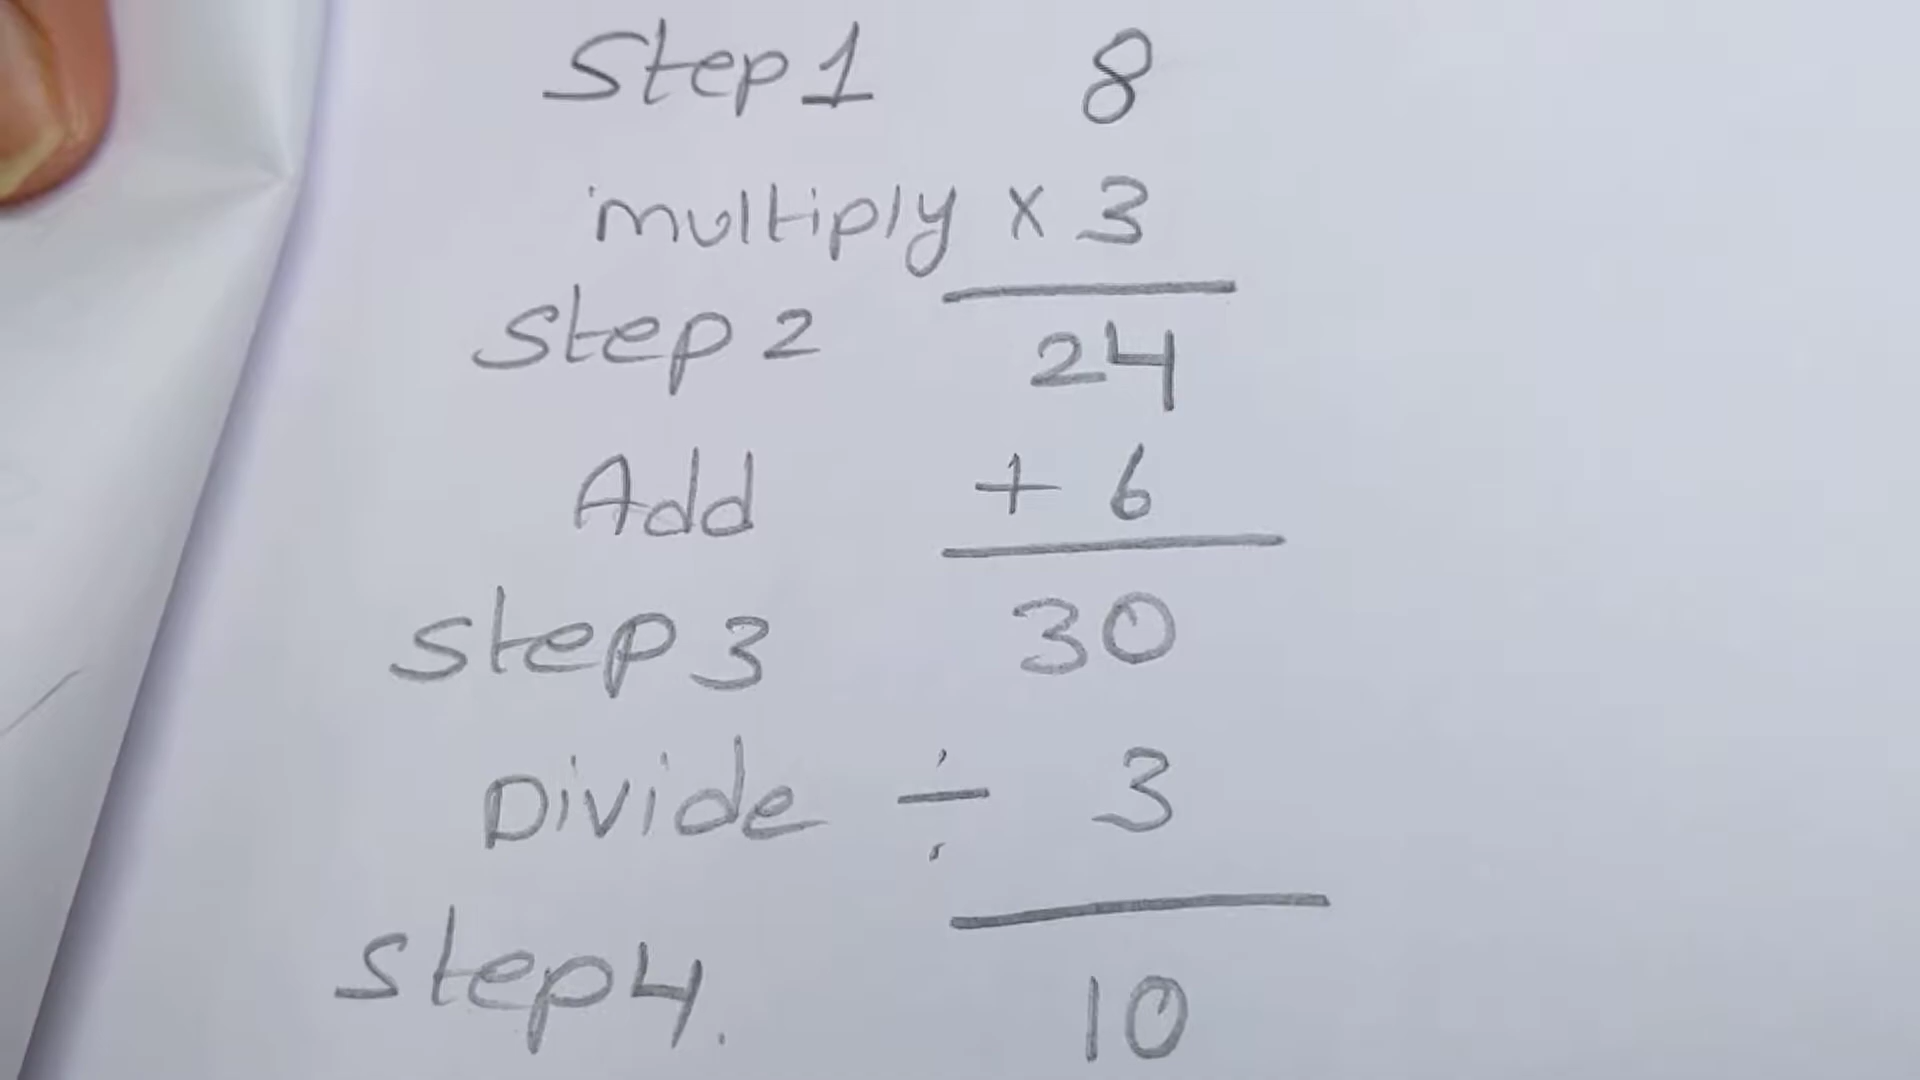 Step 1 8
multiply × 3
Step 2 24
Add + 6
Step 3 30
Divide ÷ 3
Step 4. 10